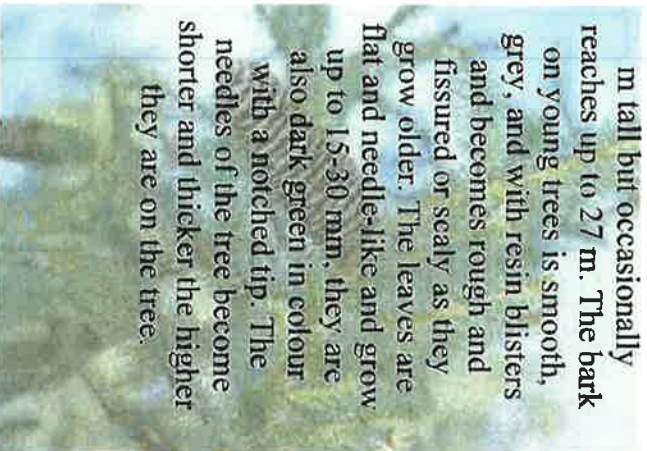 m tall but occasionally
reaches up to 27 m. The bark
on young trees is smooth,
grey, and with resin blisters
and becomes rough and
fissured or scaly as they
grow older. The leaves are
flat and needle-like and grow
up to 15-30 mm, they are
also dark green in colour
with a notched tip. The
needles of the tree become
shorter and thicker the higher
they are on the tree.